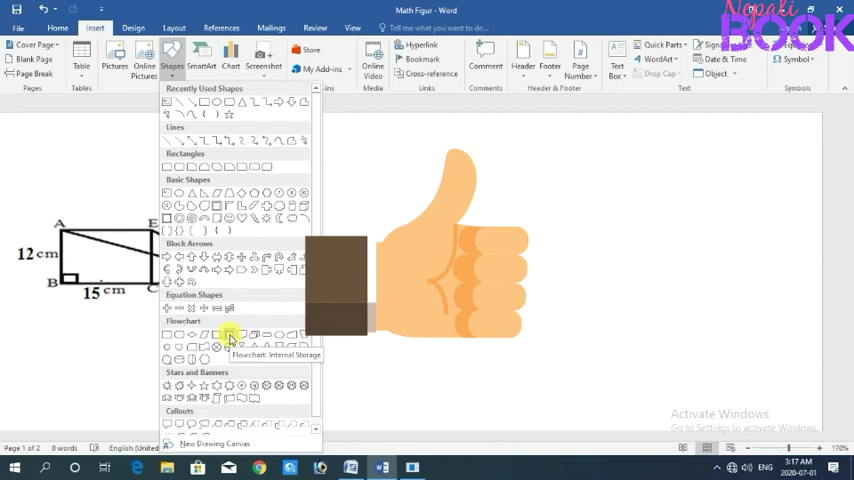 Math Figur - Word
Nepali
BOOK
File Home Insert Design Layout References Mailings Review View Tell me what you want to do...
Cover Page
Blank Page
Page Break
Pages
Table
Tables
Pictures
Online Pictures
Shapes
SmartArt
Chart
Screenshot
Store
My Add-ins
Online Video
Media
Hyperlink
Bookmark
Cross-reference
Links
Comment
Comments
Header
Footer
Page Number
Header & Footer
Text Box
Quick Parts
WordArt
Drop Cap
Date & Time
Object
Text
Symbol
Symbols
Recently Used Shapes
Lines
Rectangles
Basic Shapes
Block Arrows
Equation Shapes
Flowchart
Flowchart: Internal Storage
Stars and Banners
Callouts
New Drawing Canvas
A E
12 cm
B C
15 cm
Activate Windows
Go to Settings to activate Windows.
Page 1 of 2 0 words English (United 170%
ENG
3:17 AM
2020-07-01